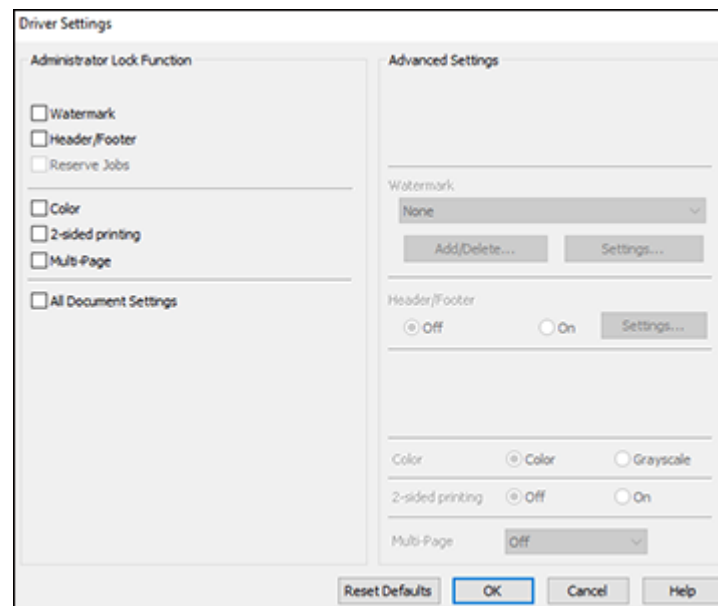 Driver Settings
Administrator Lock Function
Watermark
Header/Footer
Reserve Jobs
Color
2-sided printing
Multi-Page
All Document Settings
Advanced Settings
Watermark
None
Add/Delete... Settings...
Header/Footer
Off On Settings...
Color Color Grayscale
2-sided printing Off On
Multi-Page Off
Reset Defaults OK Cancel Help